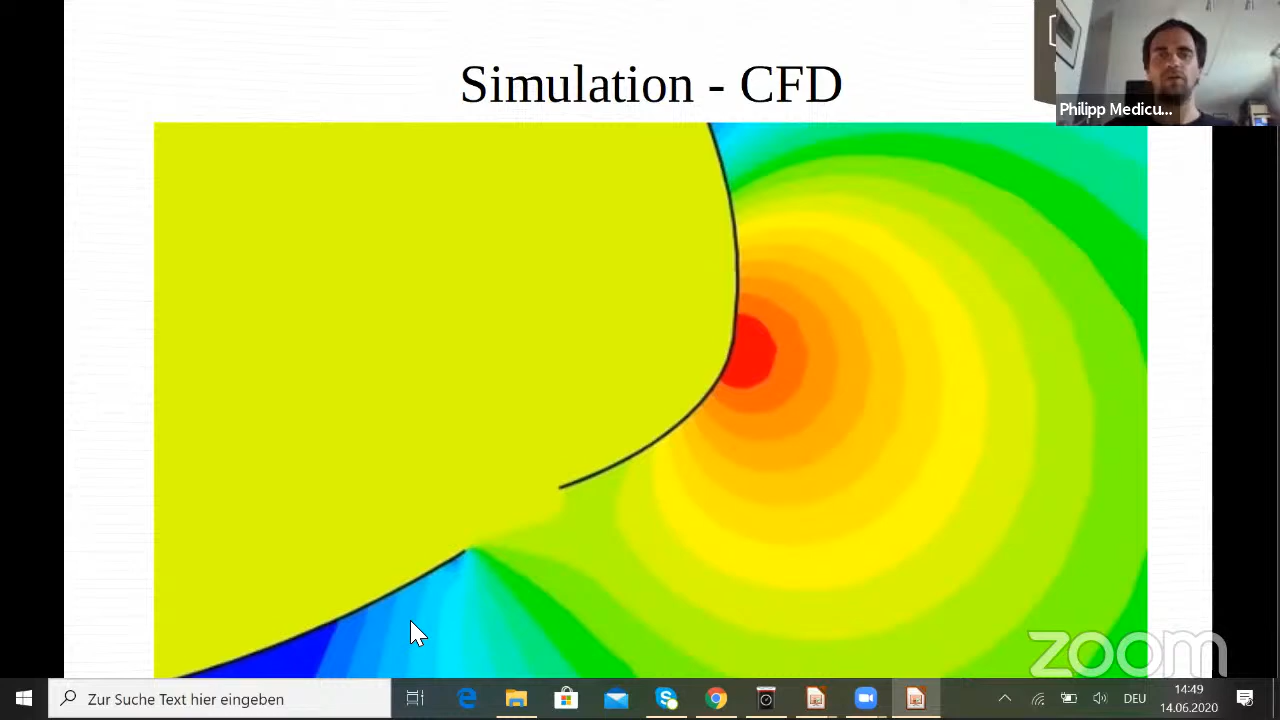 Simulation - CFD
Philipp Medicu...
zoom
Zur Suche Text hier eingeben
DEU
14:49
14.06.2020